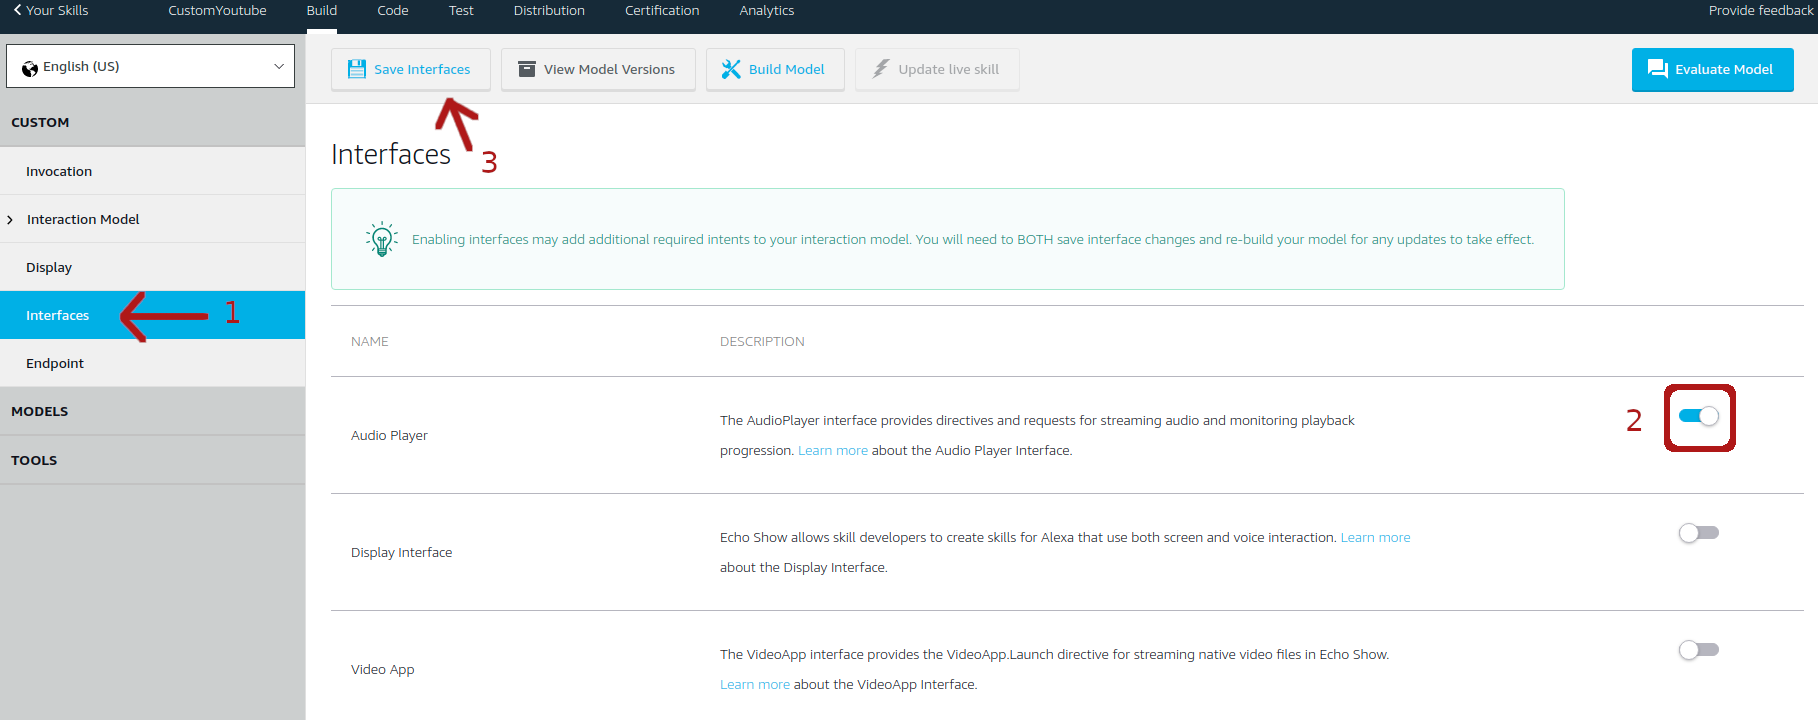 Your Skills
CustomYoutube
Build
Code
Test
Distribution
Certification
Analytics
Provide feedback
English (US)
Save Interfaces
View Model Versions
Build Model
Update live skill
Evaluate Model
CUSTOM
Invocation
Interaction Model
Display
Interfaces
1
Endpoint
MODELS
TOOLS
3
Interfaces
Enabling interfaces may add additional required intents to your interaction model. You will need to BOTH save interface changes and re-build your model for any updates to take effect.
NAME
DESCRIPTION
Audio Player
The AudioPlayer interface provides directives and requests for streaming audio and monitoring playback
progression. Learn more about the Audio Player Interface.
2
Display Interface
Echo Show allows skill developers to create skills for Alexa that use both screen and voice interaction. Learn more
about the Display Interface.
Video App
The VideoApp interface provides the VideoApp.Launch directive for streaming native video files in Echo Show.
Learn more about the VideoApp Interface.